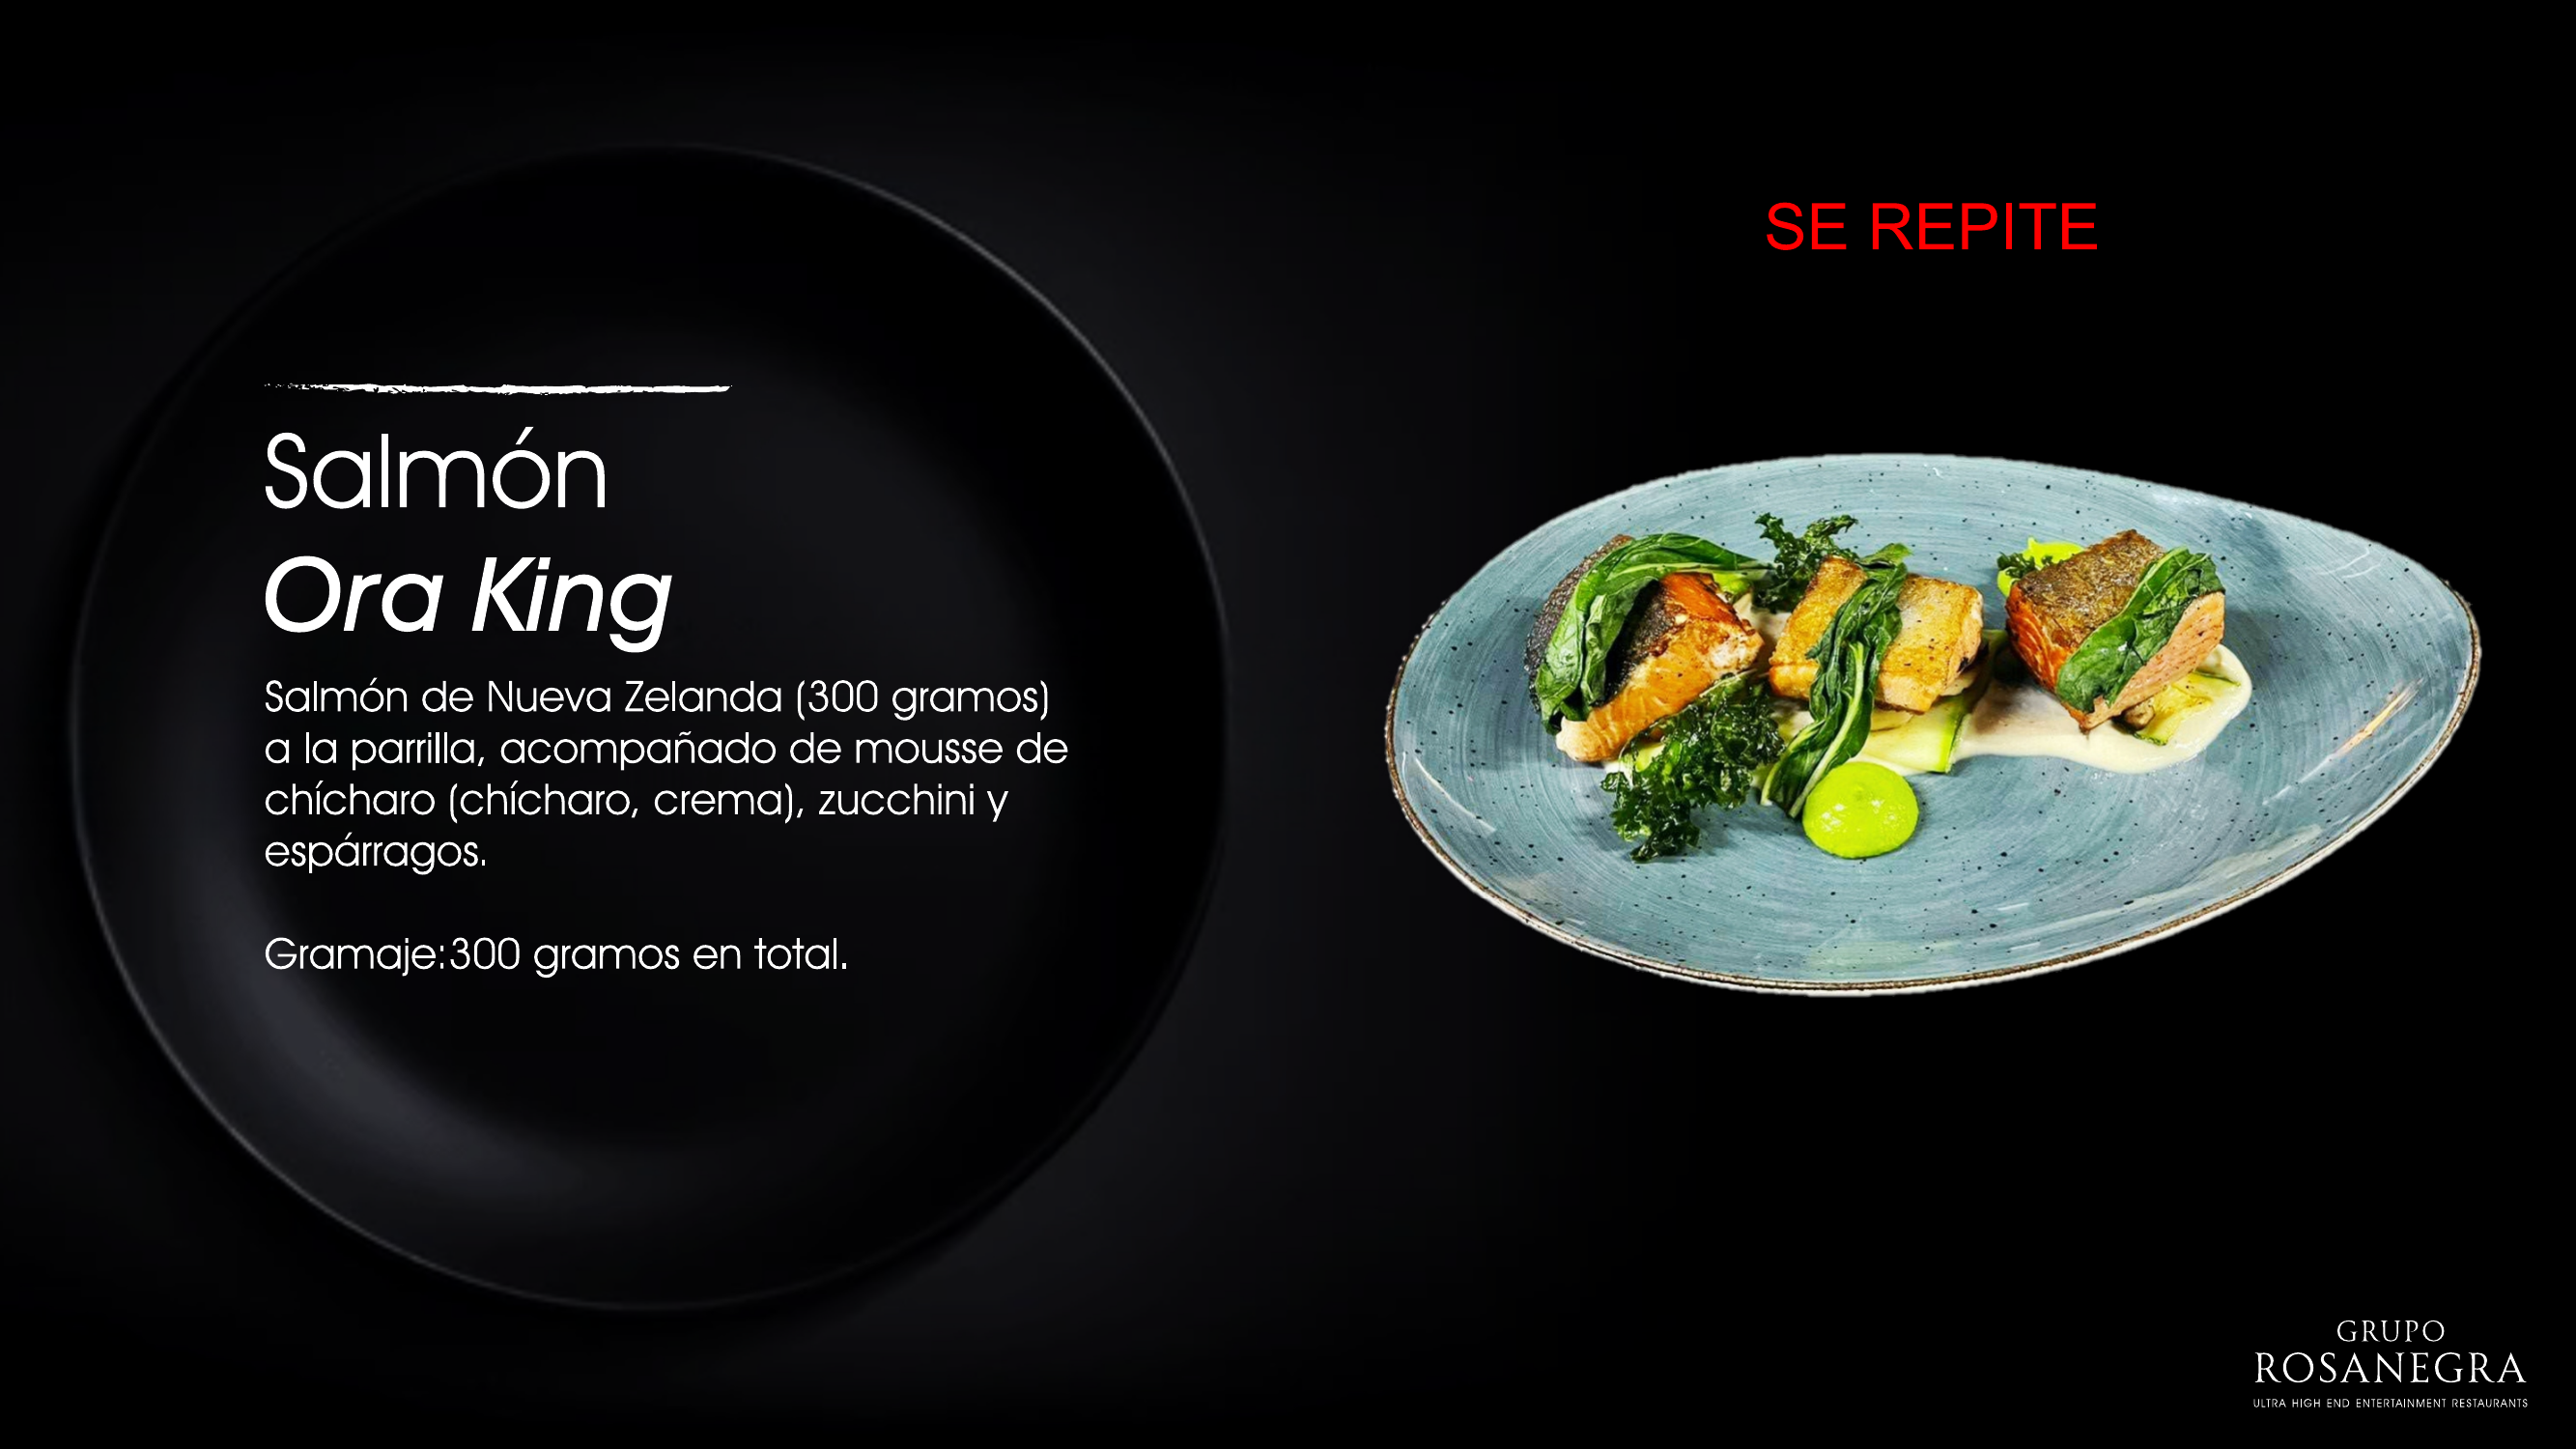 SE REPITE
Salmón
Ora King
Salmón de Nueva Zelanda (300 gramos)
a la parrilla, acompañado de mousse de
chícharo (chícharo, crema), zucchini y
espárragos.
Gramaje:300 gramos en total.
GRUPO
ROSANEGRA
ULTRA HIGH END ENTERTAINMENT RESTAURANTS